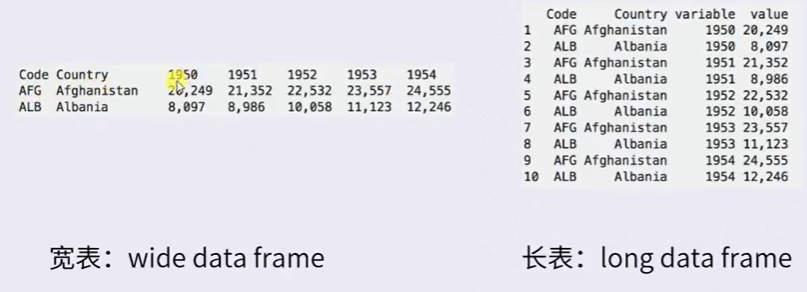 Code Country 1950 1951 1952 1953 1954
AFG Afghanistan 20,249 21,352 22,532 23,557 24,555
ALB Albania 8,097 8,986 10,058 11,123 12,246
宽表：wide data frame
Code Country variable value
1 AFG Afghanistan 1950 20,249
2 ALB Albania 1950 8,097
3 AFG Afghanistan 1951 21,352
4 ALB Albania 1951 8,986
5 AFG Afghanistan 1952 22,532
6 ALB Albania 1952 10,058
7 AFG Afghanistan 1953 23,557
8 ALB Albania 1953 11,123
9 AFG Afghanistan 1954 24,555
10 ALB Albania 1954 12,246
长表：long data frame